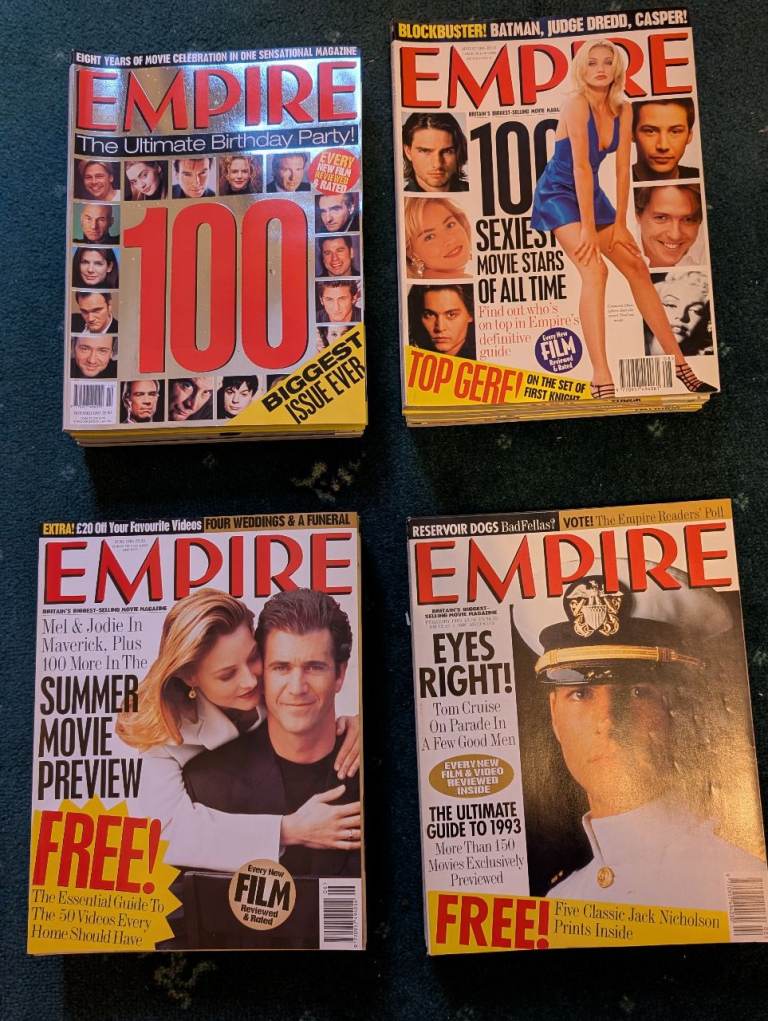 EIGHT YEARS OF MOVIE CELEBRATION IN ONE SENSATIONAL MAGAZINE
EMPIRE
The Ultimate Birthday Party!
EVERY
NEW FILM
REVIEWED
& RATED
100
BIGGEST
ISSUE EVER
BLOCKBUSTER! BATMAN, JUDGE DREDD, CASPER!
EMPIRE
BRITAIN'S BIGGEST-SELLING MOVIE
100
SEXIEST
MOVIE STARS
OF ALL TIME
Find out who's
on top in Empire's
definitive
guide
Every New
FILM
Reviewed
& Rated
TOP GERE!
ON THE SET OF
FIRST KNIGHT
EXTRA! £20 Off Your Favourite Videos FOUR WEDDINGS & A FUNERAL
EMPIRE
BRITAIN'S BIGGEST-SELLING MOVIE MAGAZINE
Mel & Jodie In
Maverick, Plus
100 More In The
SUMMER
MOVIE
PREVIEW
FREE!
The Essential Guide To
The 50 Videos Every
Home Should Have
Every New
FILM
Reviewed
& Rated
RESERVOIR DOGS BadFellas? VOTE! The Empire Readers' Poll
EMPIRE
BRITAIN'S BIGGEST-
SELLING MOVIE MAGAZINE
EYES
RIGHT!
Tom Cruise
On Parade In
A Few Good Men
EVERY NEW
FILM & VIDEO
REVIEWED
INSIDE
THE ULTIMATE
GUIDE TO 1993
More Than 150
Movies Exclusively
Previewed
FREE!
Five Classic Jack Nicholson
Prints Inside